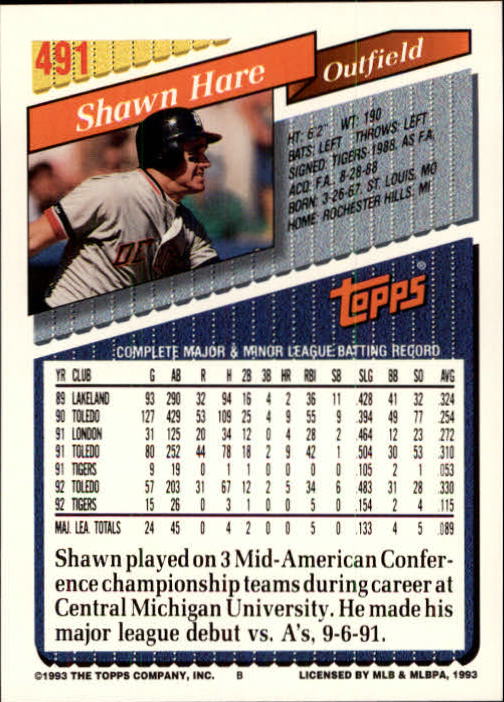 491
Shawn Hare
Outfield
HT: 6'2" WT: 190
BATS: LEFT THROWS: LEFT
SIGNED: TIGERS-1988, AS F.A.
ACQ: F.A., 8-28-88
BORN: 3-26-67, ST. LOUIS, MO
HOME: ROCHESTER HILLS, MI
DE
Topps®
COMPLETE MAJOR & MINOR LEAGUE BATTING RECORD
YR CLUB G AB R H 2B 3B HR RBI SB SLG BB SO AVG
89 LAKELAND 93 290 32 94 16 4 2 36 11 .428 41 32 .324
90 TOLEDO 127 429 53 109 25 4 9 55 9 .394 49 77 .254
91 LONDON 31 125 20 34 12 0 4 28 2 .464 12 23 .272
91 TOLEDO 80 252 44 78 18 2 9 42 1 .504 30 53 .310
91 TIGERS 9 19 0 1 1 0 0 0 0 .105 2 1 .053
92 TOLEDO 57 203 31 67 12 2 5 34 6 .483 31 28 .330
92 TIGERS 15 26 0 3 1 0 0 5 0 .154 2 4 .115
MAJ. LEA. TOTALS 24 45 0 4 2 0 0 5 0 .133 4 5 .089
Shawn played on 3 Mid-American Confer-
ence championship teams during career at
Central Michigan University. He made his
major league debut vs. A's, 9-6-91.
©1993 THE TOPPS COMPANY, INC. B LICENSED BY MLB & MLBPA, 1993